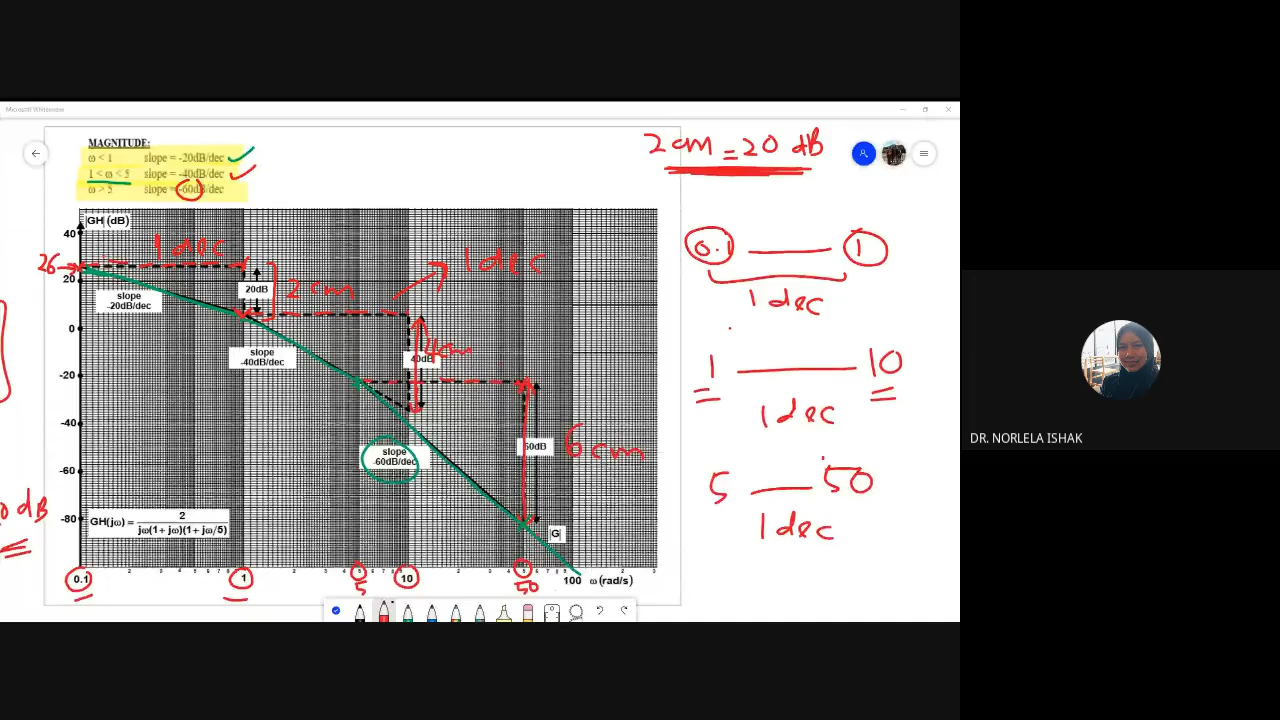 Microsoft Whiteboard
MAGNITUDE:
ω < 1 slope = -20dB/dec
1 < ω < 5 slope = -40dB/dec
ω > 5 slope = -60dB/dec
2 cm = 20 dB
|GH| (dB)
40
26
20
0
-20
-40
-60
-80
1 dec
20dB
2 cm
1 dec
slope
-20dB/dec
slope
-40dB/dec
40dB
4cm
slope
-60dB/dec
60dB
6 cm
GH(jω) = 2
jω(1 + jω)(1 + jω/5)
|G|
0.1 1 5 10 50 100 ω (rad/s)
0.1 1
1 dec
1 10
1 dec
5 50
1 dec
dB
DR. NORLELA ISHAK